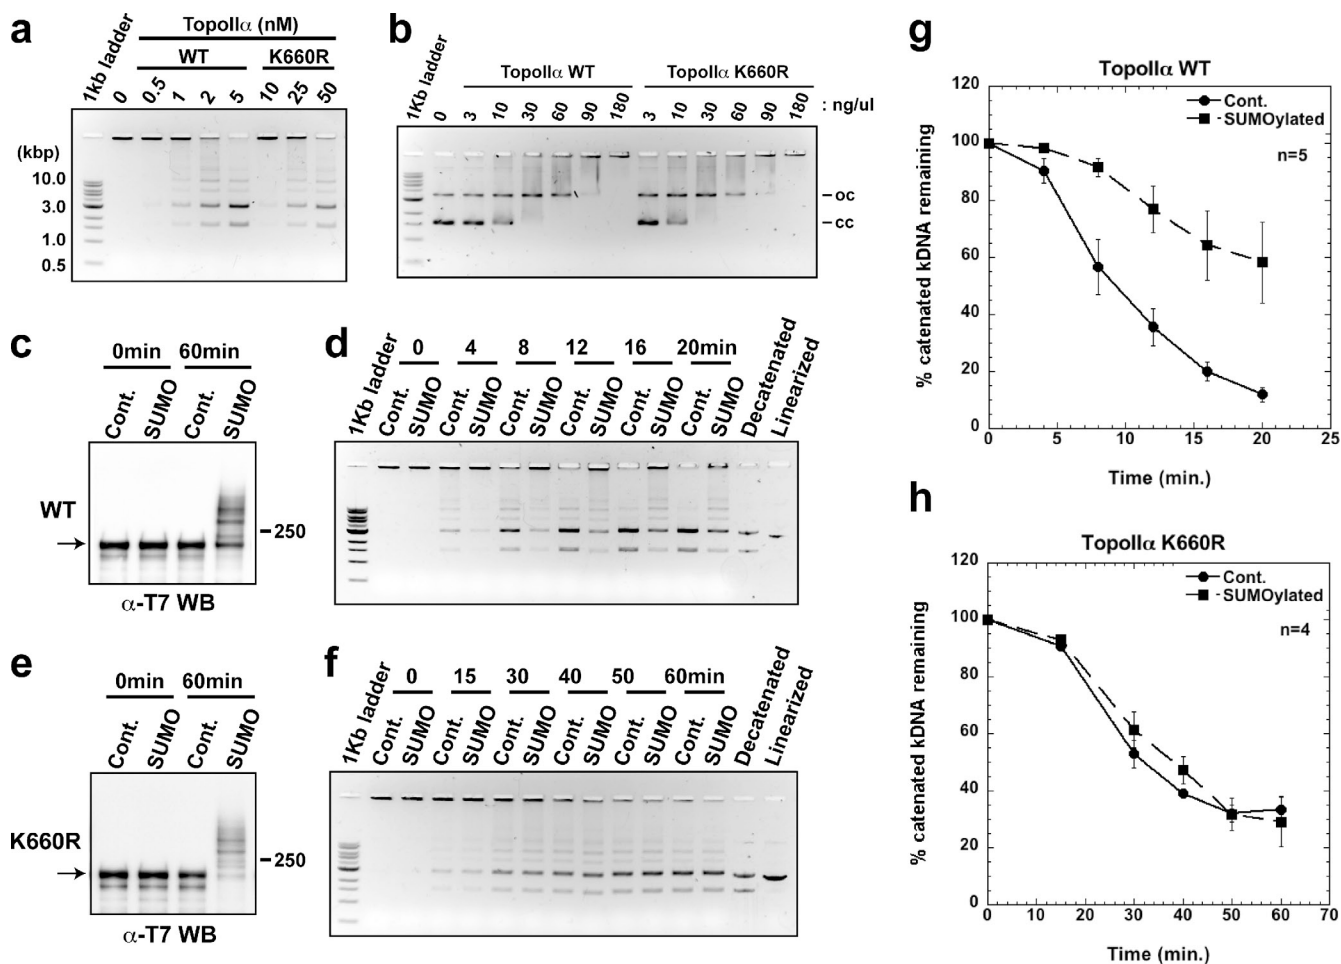 a
TopoIIα (nM)
WT
K660R
1kb ladder
0
0.5
1
2
5
10
25
50
(kbp)
10.0
3.0
1.0
0.5
b
TopoIIα WT
TopoIIα K660R
1Kb ladder
0
3
10
30
60
90
180
3
10
30
60
90
180
: ng/ul
oc
cc
c
0min 60min
Cont. SUMO Cont. SUMO
WT
250
α-T7 WB
d
0 4 8 12 16 20min
1Kb ladder Cont. SUMO Cont. SUMO Cont. SUMO Cont. SUMO Cont. SUMO Cont. SUMO Decatenated Linearized
e
0min 60min
Cont. SUMO Cont. SUMO
K660R
250
α-T7 WB
f
0 15 30 40 50 60min
1Kb ladder Cont. SUMO Cont. SUMO Cont. SUMO Cont. SUMO Cont. SUMO Cont. SUMO Decatenated Linearized
g
TopoIIα WT
% catenated kDNA remaining
120
100
80
60
40
20
0
Cont.
SUMOylated
n=5
0 5 10 15 20 25
Time (min.)
h
TopoIIα K660R
% catenated kDNA remaining
120
100
80
60
40
20
0
Cont.
SUMOylated
n=4
0 10 20 30 40 50 60 70
Time (min.)